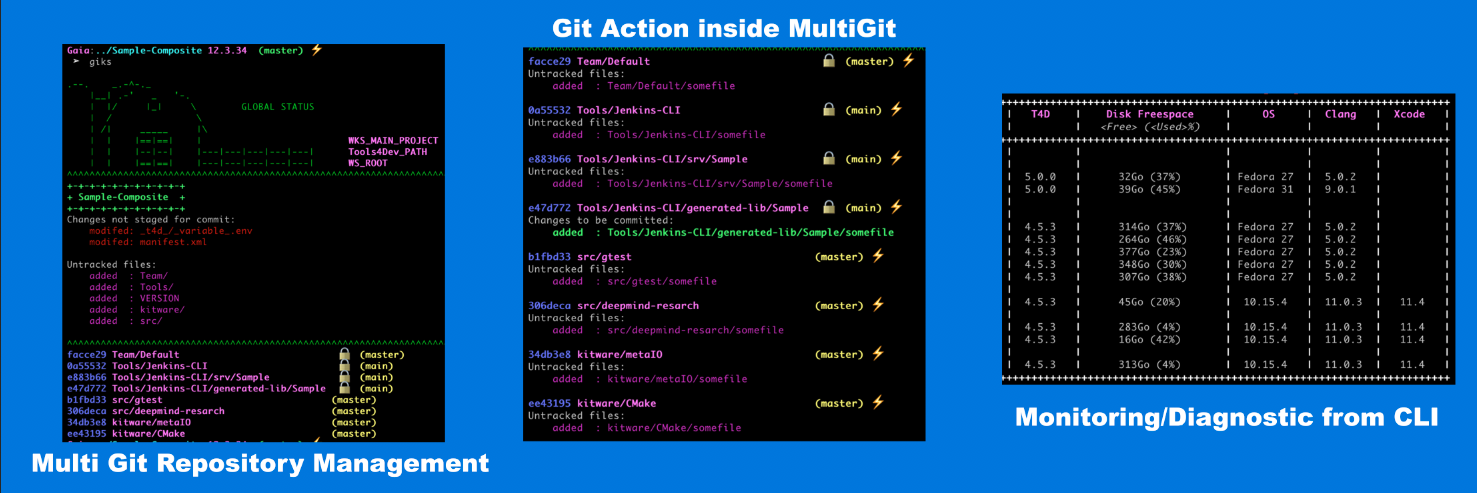 Git Action inside MultiGit
Gaia:../Sample-Composite 12.3.34 (master) ⚡
➤ giks
GLOBAL STATUS
WKS_MAIN_PROJECT
Tools4Dev_PATH
WS_ROOT
+-+-+-+-+-+-+-+-+-+-+
+ Sample-Composite +
+-+-+-+-+-+-+-+-+-+-+
Changes not staged for commit:
modifed: _t4d_/_variable_.env
modifed: manifest.xml
Untracked files:
added : Team/
added : Tools/
added : VERSION
added : kitware/
added : src/
facce29 Team/Default 🔒 (master)
0a55532 Tools/Jenkins-CLI 🔒 (main)
e883b66 Tools/Jenkins-CLI/srv/Sample 🔒 (main)
e47d772 Tools/Jenkins-CLI/generated-lib/Sample 🔒 (main)
b1fbd33 src/gtest (master)
306deca src/deepmind-resarch (master)
34db3e8 kitware/metaIO (master)
ee43195 kitware/CMake (master)
Multi Git Repository Management
facce29 Team/Default 🔒 (master) ⚡
Untracked files:
added : Team/Default/somefile
0a55532 Tools/Jenkins-CLI 🔒 (main) ⚡
Untracked files:
added : Tools/Jenkins-CLI/somefile
e883b66 Tools/Jenkins-CLI/srv/Sample 🔒 (main) ⚡
Untracked files:
added : Tools/Jenkins-CLI/srv/Sample/somefile
e47d772 Tools/Jenkins-CLI/generated-lib/Sample 🔒 (main) ⚡
Changes to be committed:
added : Tools/Jenkins-CLI/generated-lib/Sample/somefile
b1fbd33 src/gtest (master) ⚡
Untracked files:
added : src/gtest/somefile
306deca src/deepmind-resarch (master) ⚡
Untracked files:
added : src/deepmind-resarch/somefile
34db3e8 kitware/metaIO (master) ⚡
Untracked files:
added : kitware/metaIO/somefile
ee43195 kitware/CMake (master) ⚡
Untracked files:
added : kitware/CMake/somefile
| T4D | Disk Freespace | OS | Clang | Xcode |
| | <Free> (<Used>%) | | | |
| 5.0.0 | 32Go (37%) | Fedora 27 | 5.0.2 | |
| 5.0.0 | 39Go (45%) | Fedora 31 | 9.0.1 | |
| 4.5.3 | 314Go (37%) | Fedora 27 | 5.0.2 | |
| 4.5.3 | 264Go (46%) | Fedora 27 | 5.0.2 | |
| 4.5.3 | 377Go (23%) | Fedora 27 | 5.0.2 | |
| 4.5.3 | 348Go (30%) | Fedora 27 | 5.0.2 | |
| 4.5.3 | 307Go (38%) | Fedora 27 | 5.0.2 | |
| 4.5.3 | 45Go (20%) | 10.15.4 | 11.0.3 | 11.4 |
| 4.5.3 | 283Go (4%) | 10.15.4 | 11.0.3 | 11.4 |
| 4.5.3 | 16Go (42%) | 10.15.4 | 11.0.3 | 11.4 |
| 4.5.3 | 313Go (4%) | 10.15.4 | 11.0.3 | 11.4 |
Monitoring/Diagnostic from CLI